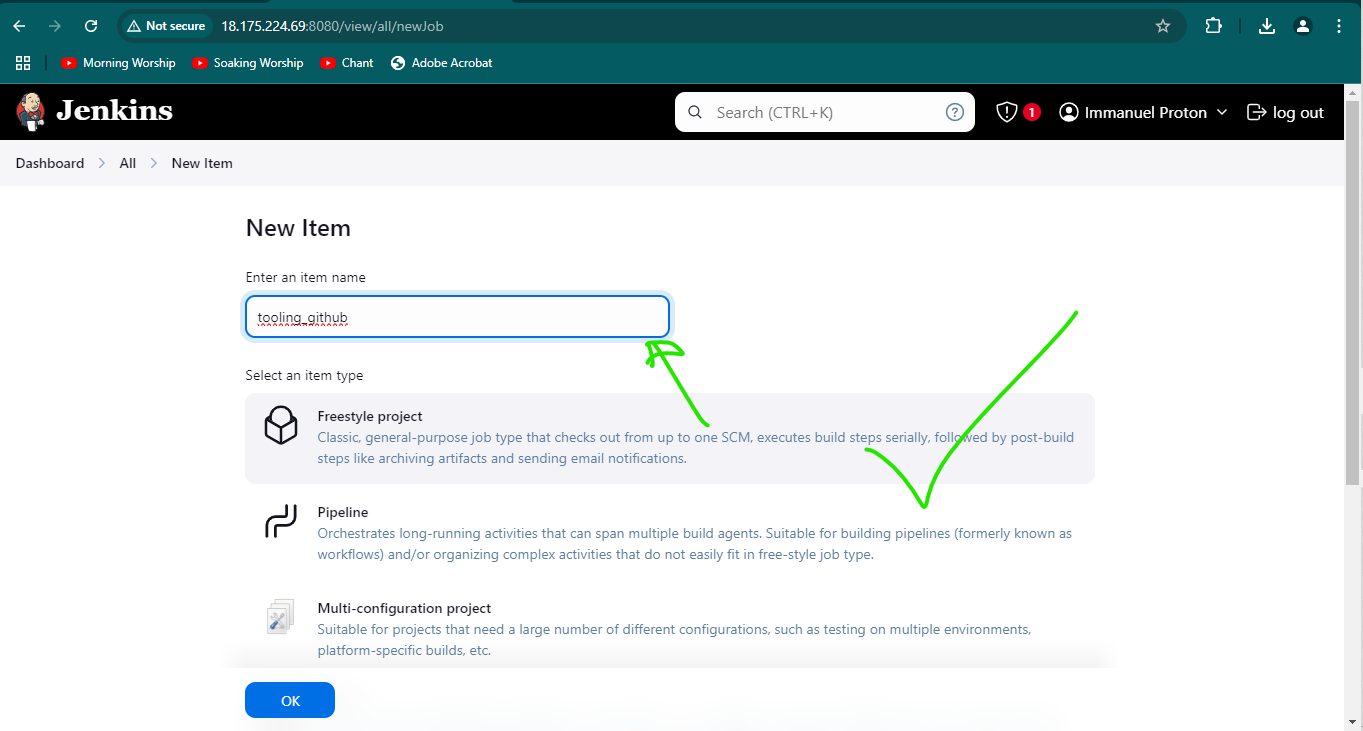 Not secure 18.175.224.69:8080/view/all/newJob
Morning Worship Soaking Worship Chant Adobe Acrobat
Jenkins Search (CTRL+K) ? 1 Immanuel Proton log out
Dashboard All New Item
New Item
Enter an item name
tooling_github
Select an item type
Freestyle project
Classic, general-purpose job type that checks out from up to one SCM, executes build steps serially, followed by post-build
steps like archiving artifacts and sending email notifications.
Pipeline
Orchestrates long-running activities that can span multiple build agents. Suitable for building pipelines (formerly known as
workflows) and/or organizing complex activities that do not easily fit in free-style job type.
Multi-configuration project
Suitable for projects that need a large number of different configurations, such as testing on multiple environments,
platform-specific builds, etc.
OK